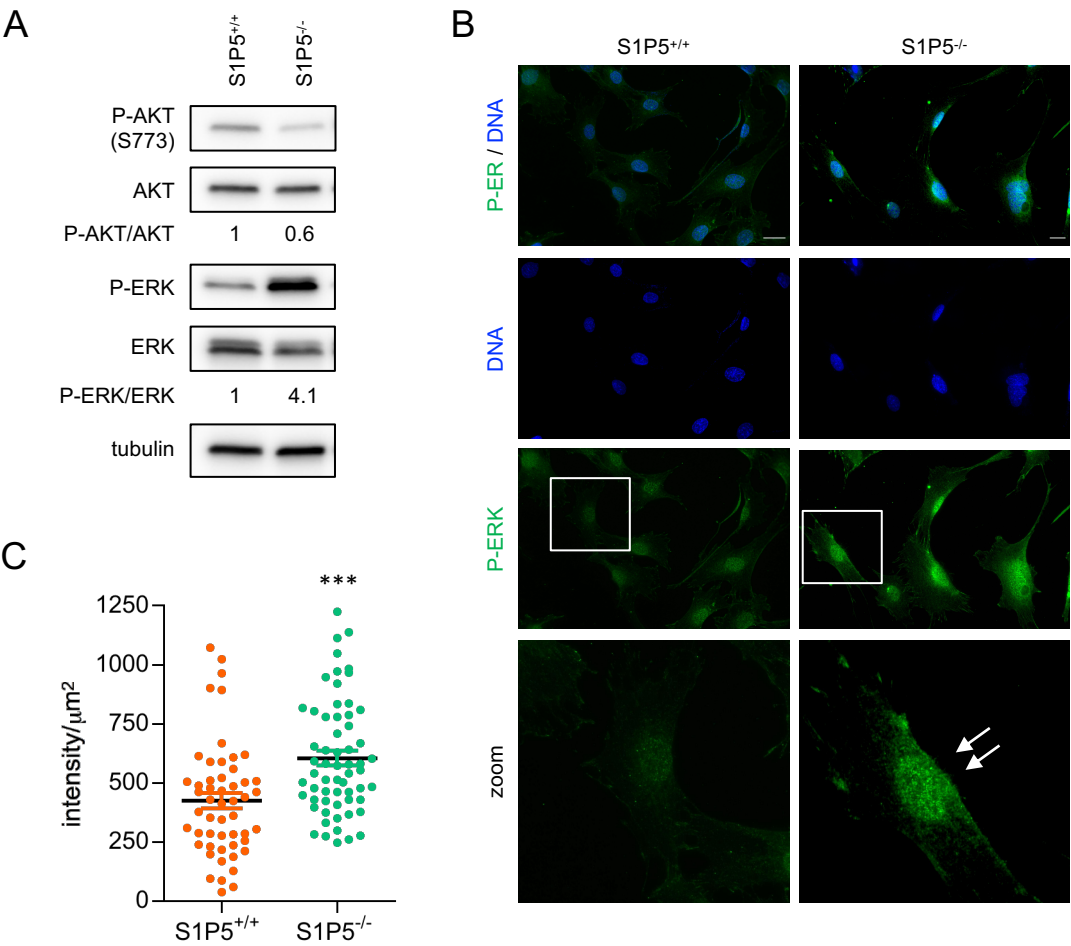 A
S1P5+/+
S1P5-/-
P-AKT
(S773)
AKT
P-AKT/AKT 1 0.6
P-ERK
ERK
P-ERK/ERK 1 4.1
tubulin
B
S1P5+/+ S1P5-/-
P-ER / DNA
DNA
P-ERK
zoom
C
***
intensity/μm²
1250
1000
750
500
250
0
S1P5+/+ S1P5-/-